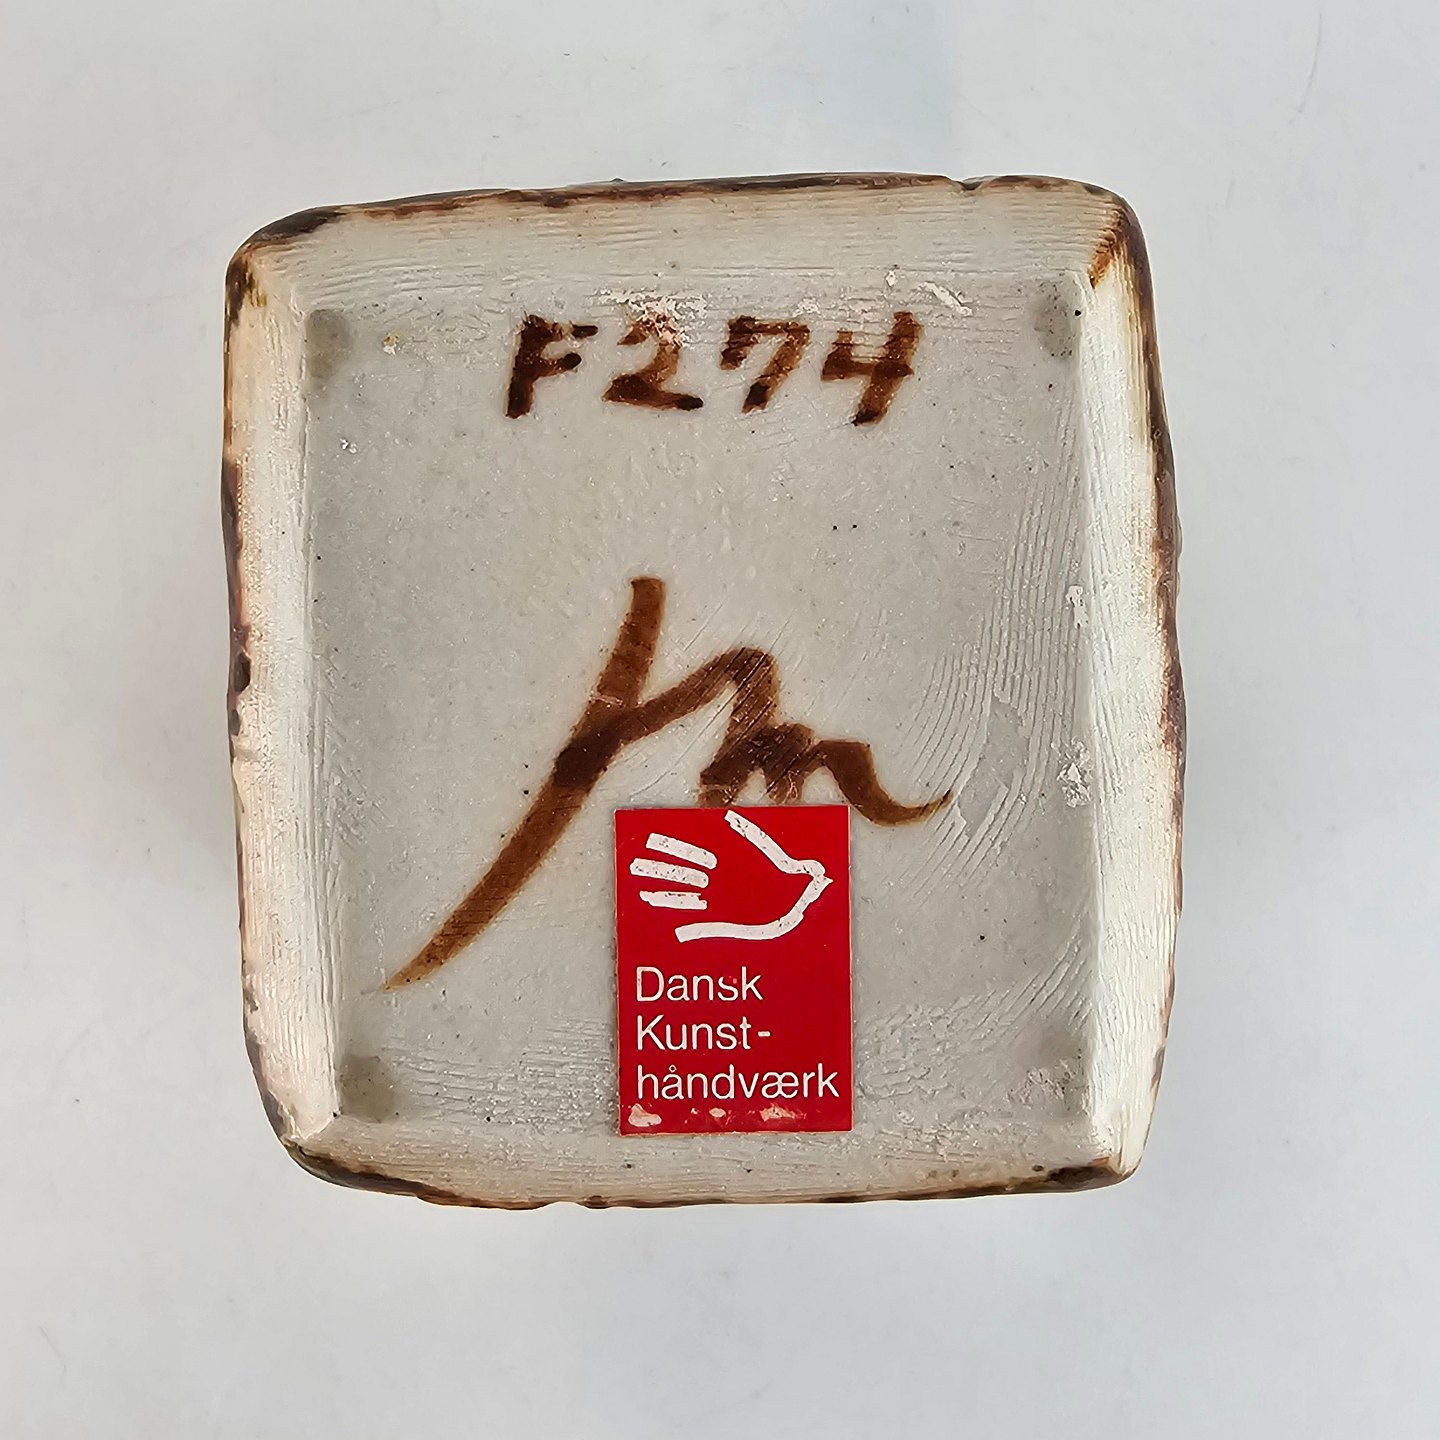 F274
Dansk
Kunst-
håndværk